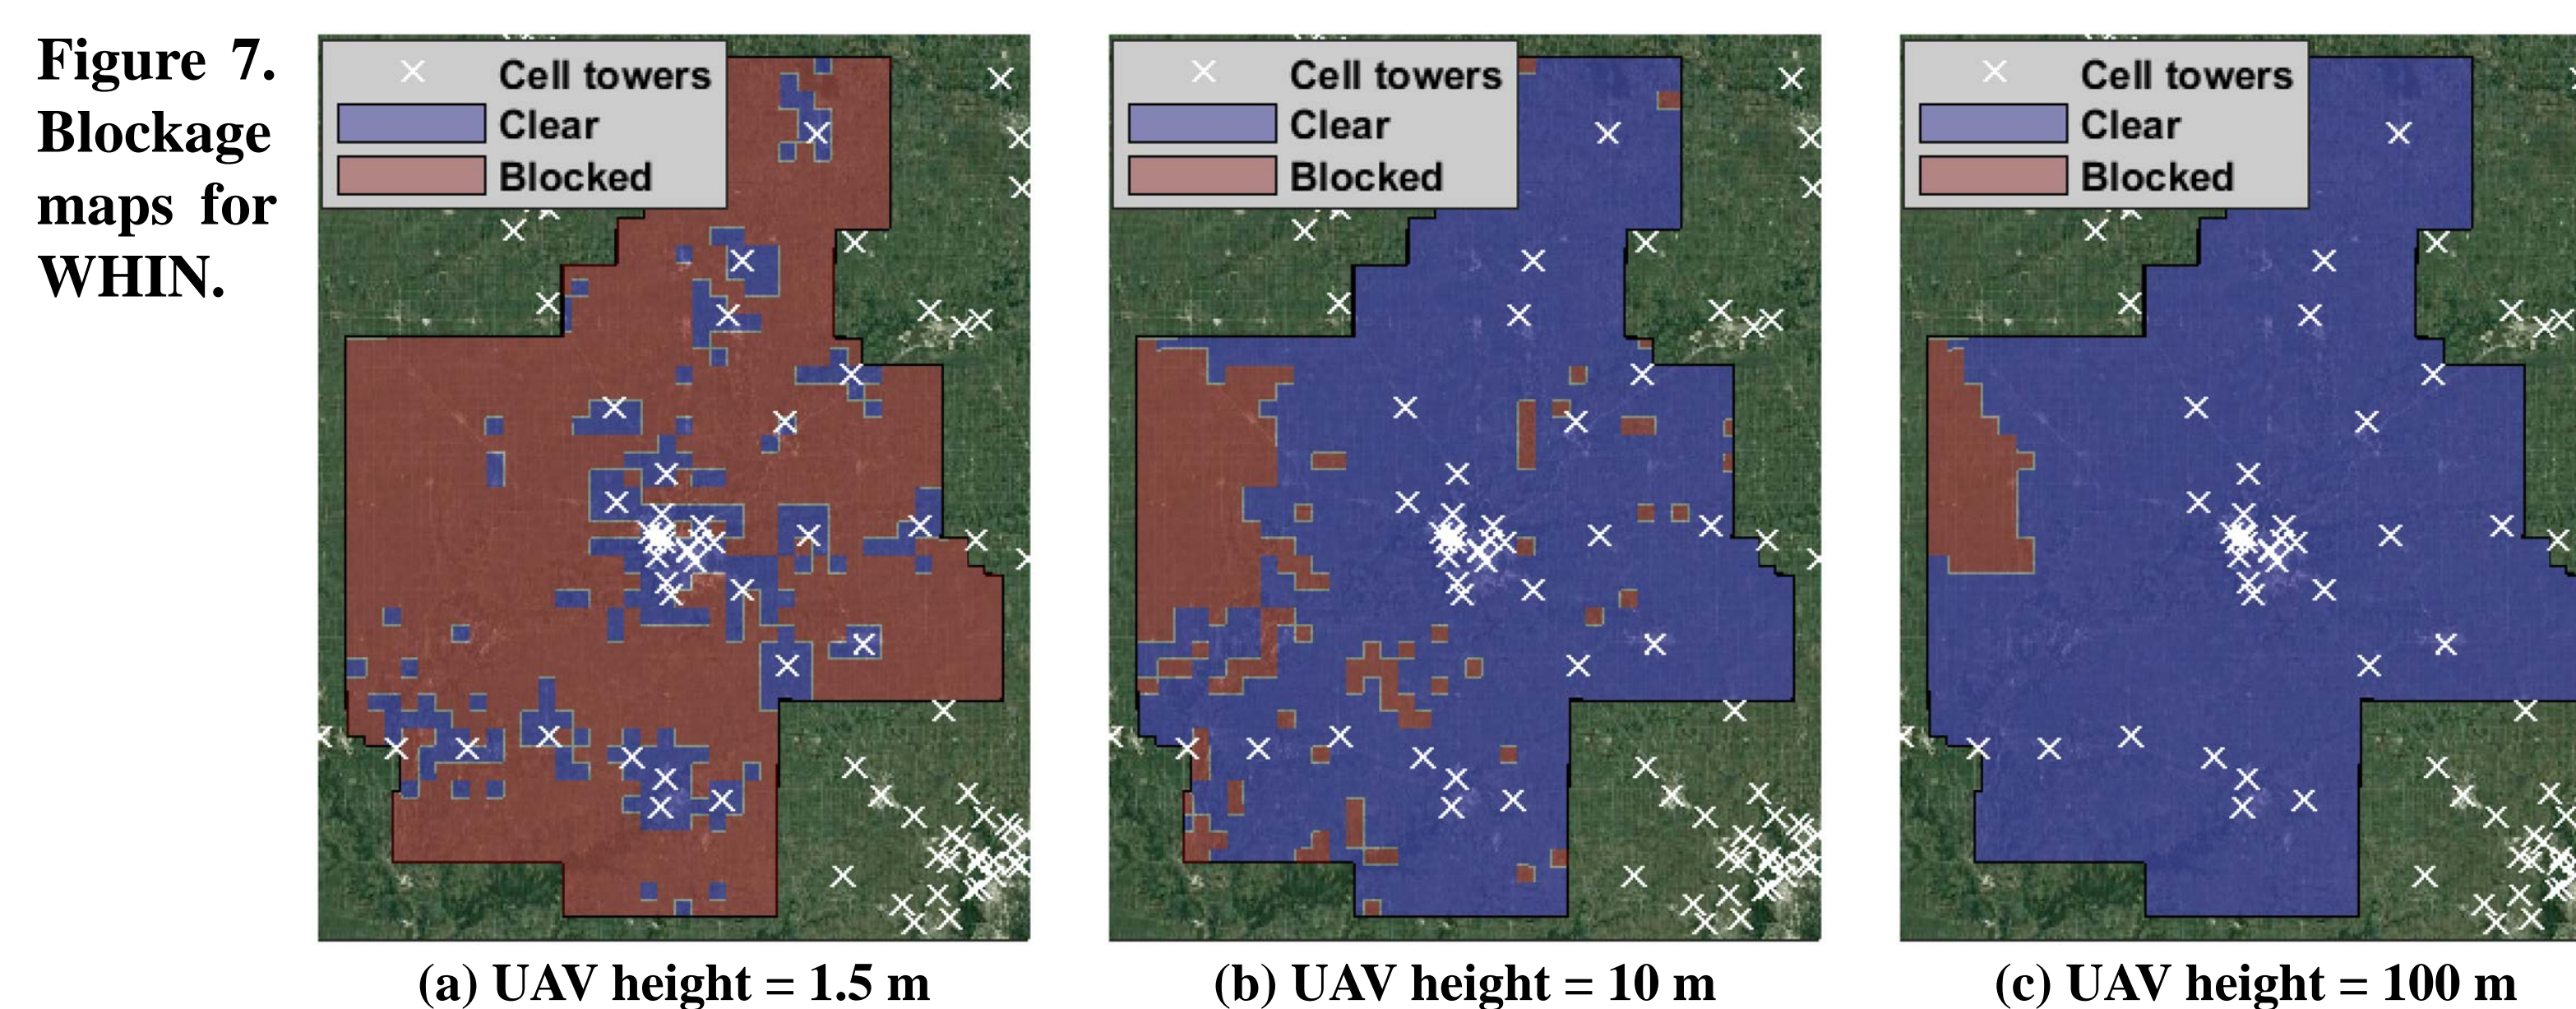 Figure 7.
Blockage
maps for
WHIN.
Cell towers
Clear
Blocked
Cell towers
Clear
Blocked
Cell towers
Clear
Blocked
(a) UAV height = 1.5 m
(b) UAV height = 10 m
(c) UAV height = 100 m